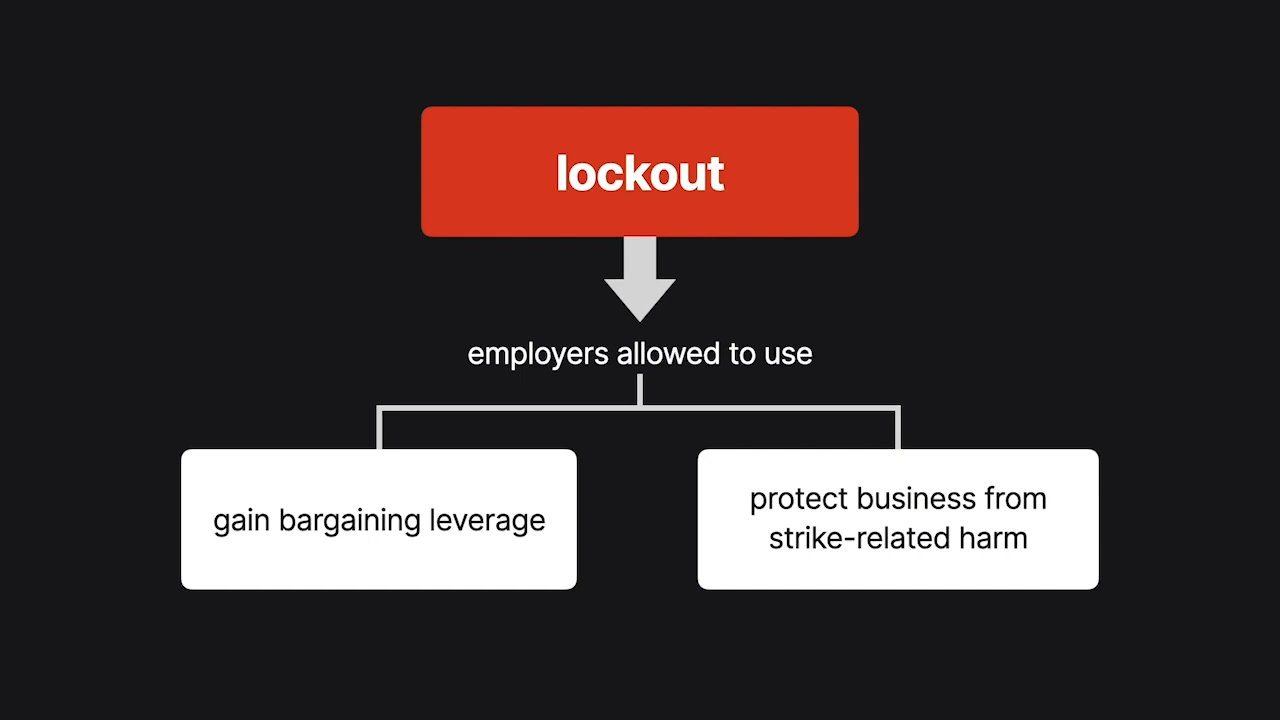 lockout
employers allowed to use
gain bargaining leverage
protect business from
strike-related harm